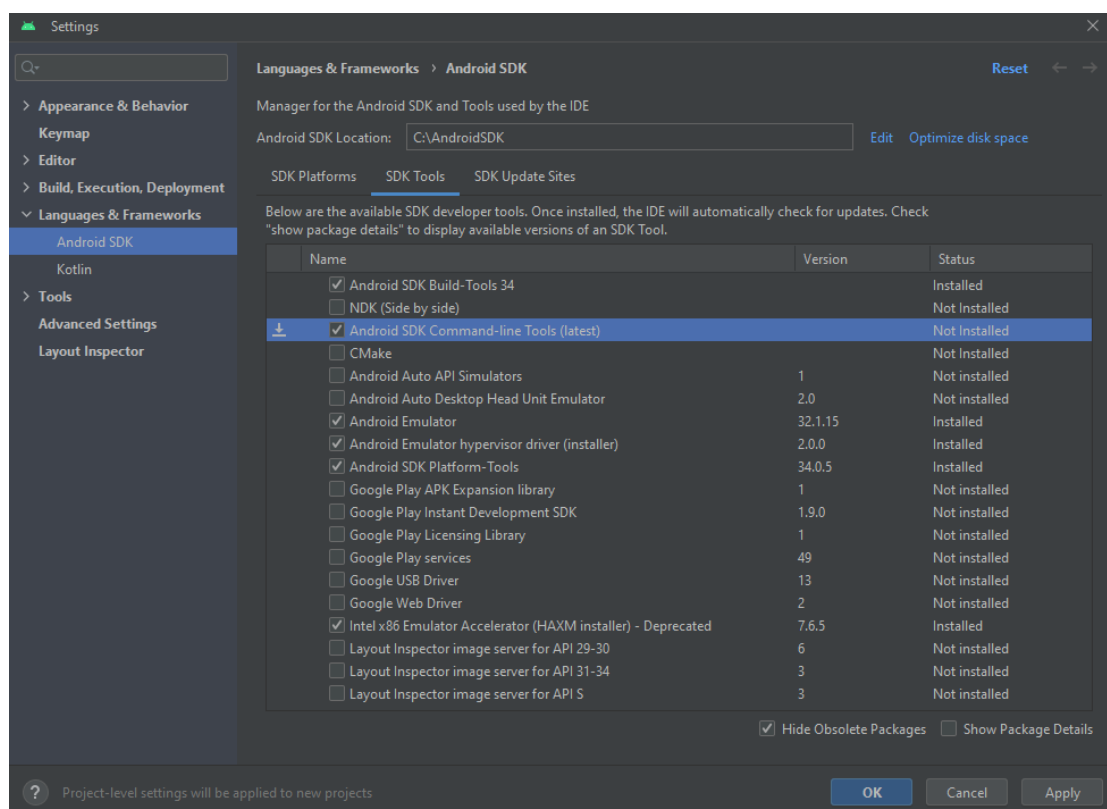 Settings
Languages & Frameworks > Android SDK
Reset
Appearance & Behavior
Keymap
Editor
Build, Execution, Deployment
Languages & Frameworks
Android SDK
Kotlin
Tools
Advanced Settings
Layout Inspector
Manager for the Android SDK and Tools used by the IDE
Android SDK Location: C:\AndroidSDK Edit Optimize disk space
SDK Platforms SDK Tools SDK Update Sites
Below are the available SDK developer tools. Once installed, the IDE will automatically check for updates. Check
"show package details" to display available versions of an SDK Tool.
Name Version Status
Android SDK Build-Tools 34 Installed
NDK (Side by side) Not Installed
Android SDK Command-line Tools (latest) Not Installed
CMake Not Installed
Android Auto API Simulators 1 Not installed
Android Auto Desktop Head Unit Emulator 2.0 Not installed
Android Emulator 32.1.15 Installed
Android Emulator hypervisor driver (installer) 2.0.0 Installed
Android SDK Platform-Tools 34.0.5 Installed
Google Play APK Expansion library 1 Not installed
Google Play Instant Development SDK 1.9.0 Not installed
Google Play Licensing Library 1 Not installed
Google Play services 49 Not installed
Google USB Driver 13 Not installed
Google Web Driver 2 Not installed
Intel x86 Emulator Accelerator (HAXM installer) - Deprecated 7.6.5 Installed
Layout Inspector image server for API 29-30 6 Not installed
Layout Inspector image server for API 31-34 3 Not installed
Layout Inspector image server for API S 3 Not installed
Hide Obsolete Packages Show Package Details
? Project-level settings will be applied to new projects
OK Cancel Apply